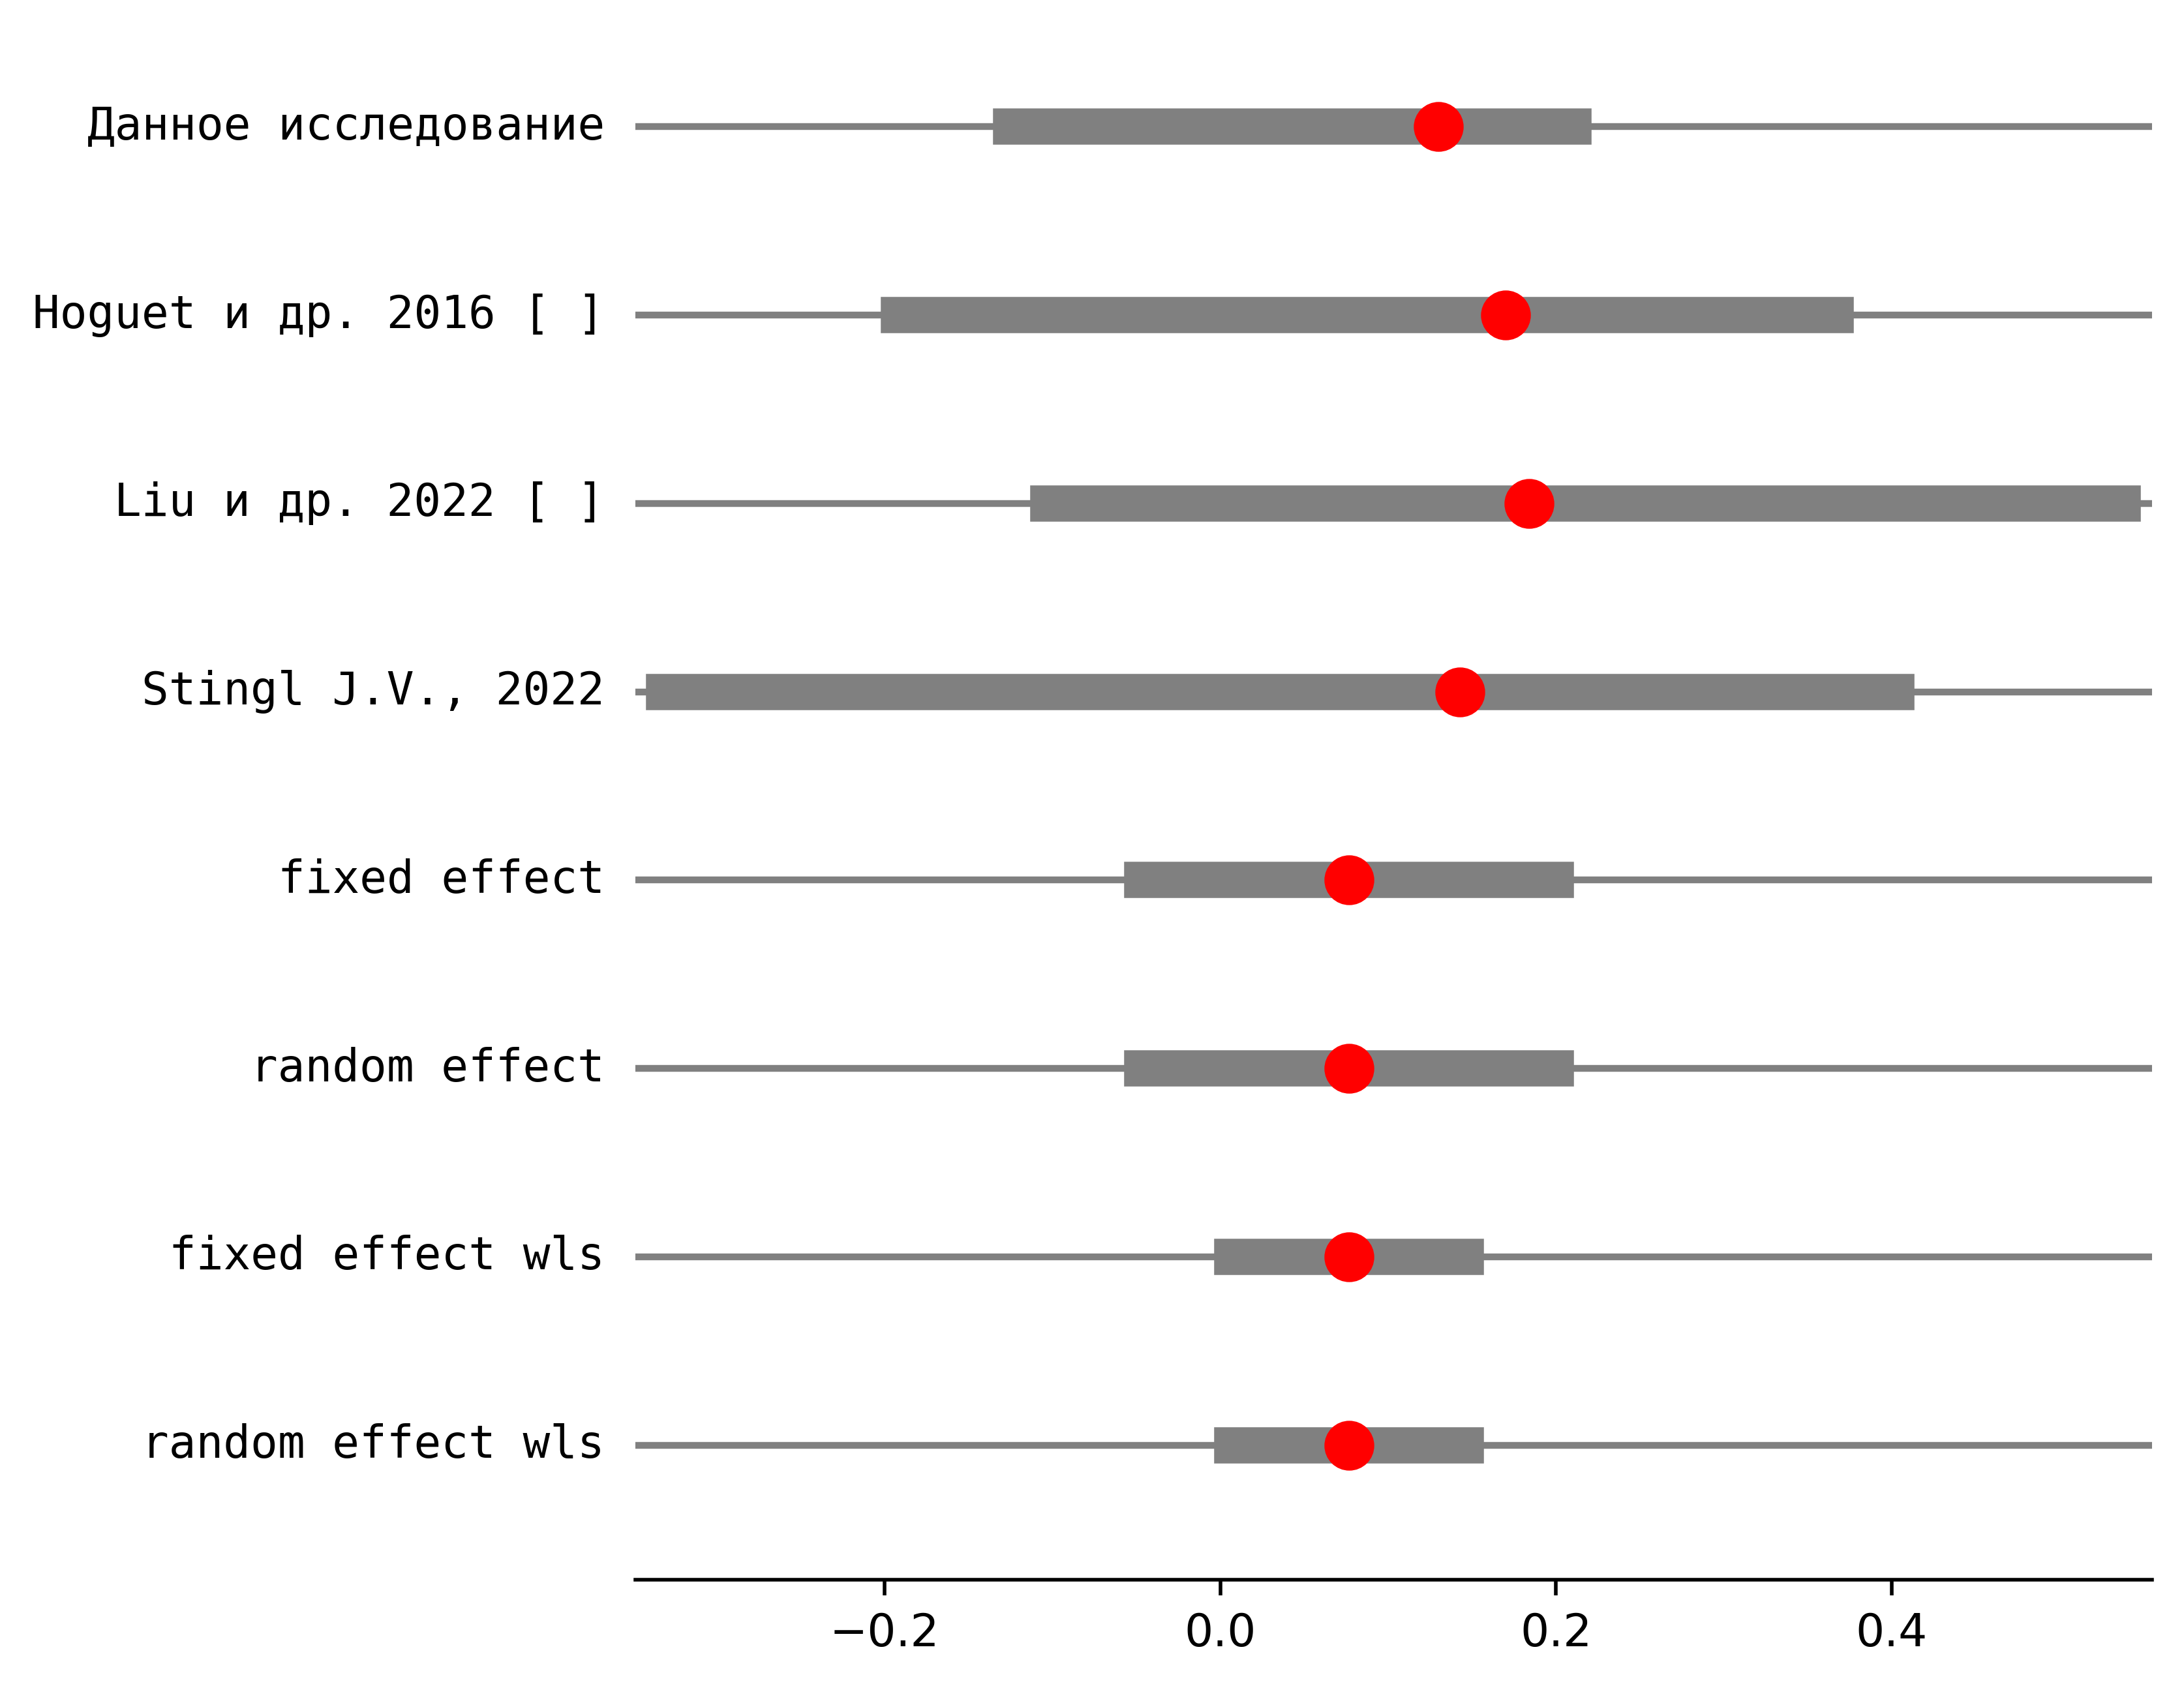 Данное исследование
Hoguet и др. 2016 [ ]
Liu и др. 2022 [ ]
Stingl J.V., 2022
fixed effect
random effect
fixed effect wls
random effect wls
−0.2 0.0 0.2 0.4